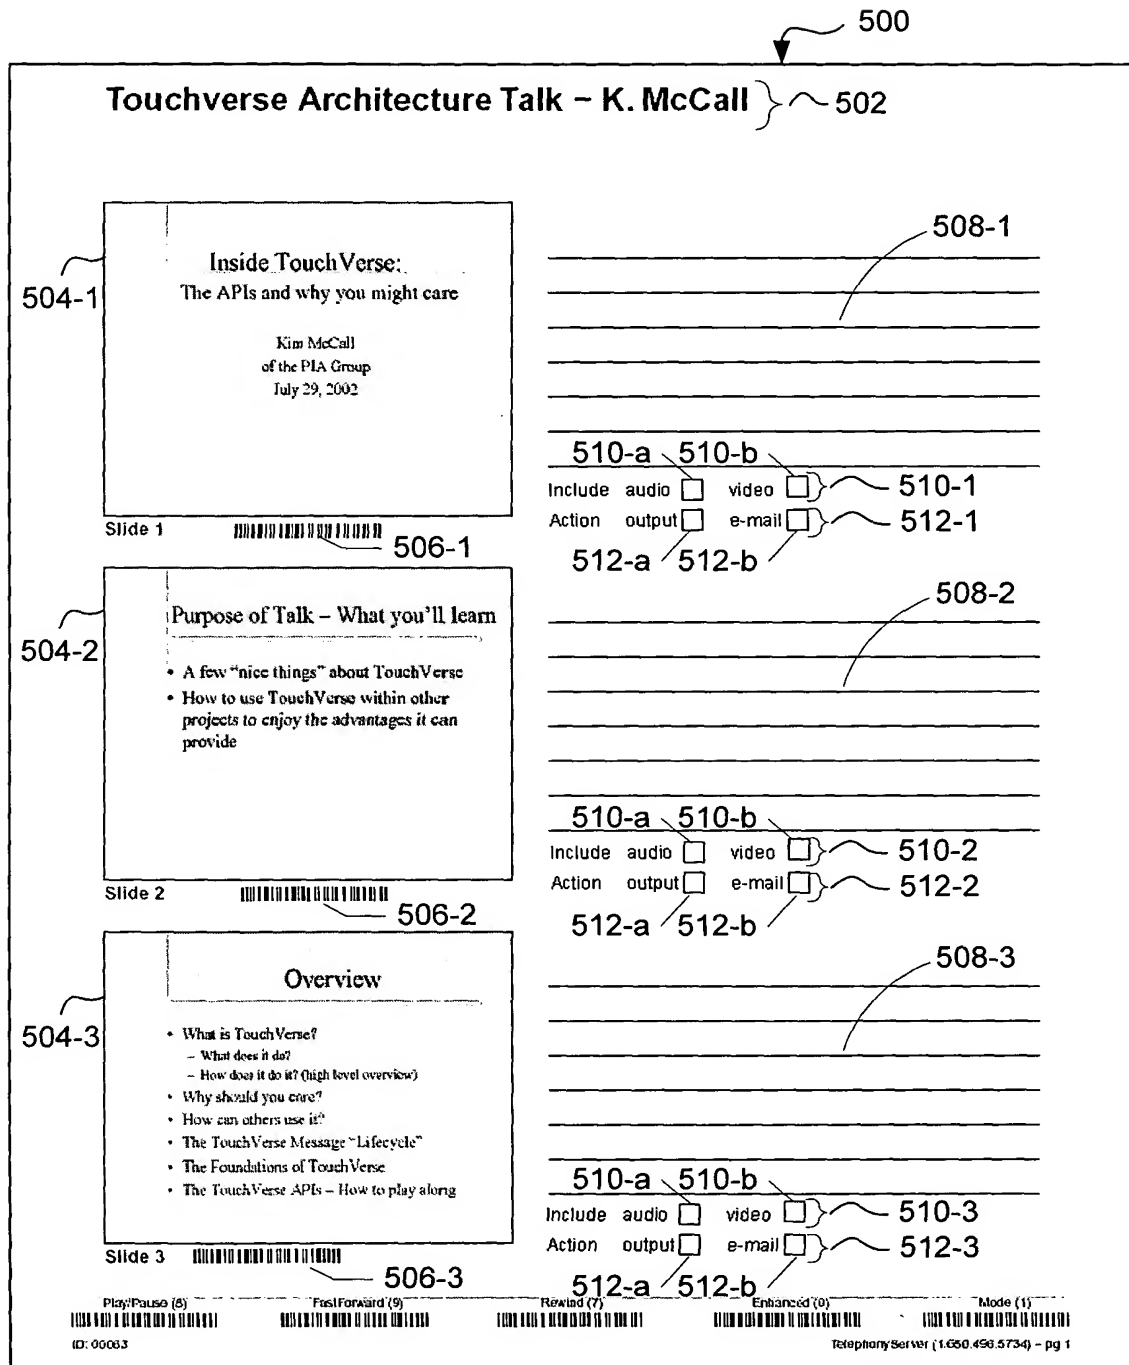 500
Touchverse Architecture Talk – K. McCall
502
Inside TouchVerse:
The APIs and why you might care
Kim McCall
of the PIA Group
July 29, 2002
504-1
508-1
510-a 510-b
Include audio video 510-1
Action output e-mail 512-1
512-a 512-b
Slide 1
506-1
Purpose of Talk – What you'll learn
• A few "nice things" about TouchVerse
• How to use TouchVerse within other
projects to enjoy the advantages it can
provide
504-2
508-2
510-a 510-b
Include audio video 510-2
Action output e-mail 512-2
512-a 512-b
Slide 2
506-2
Overview
• What is TouchVerse?
– What does it do?
– How does it do it? (high level overview)
• Why should you care?
• How can others use it?
• The TouchVerse Message "Lifecycle"
• The Foundations of TouchVerse
• The TouchVerse APIs – How to play along
504-3
508-3
510-a 510-b
Include audio video 510-3
Action output e-mail 512-3
512-a 512-b
Slide 3
506-3
Play/Pause (8) FastForward (9) Rewind (7) Enhanced (0) Mode (1)
ID: 00063 TelephonyServer (1.650.496.5734) – pg 1